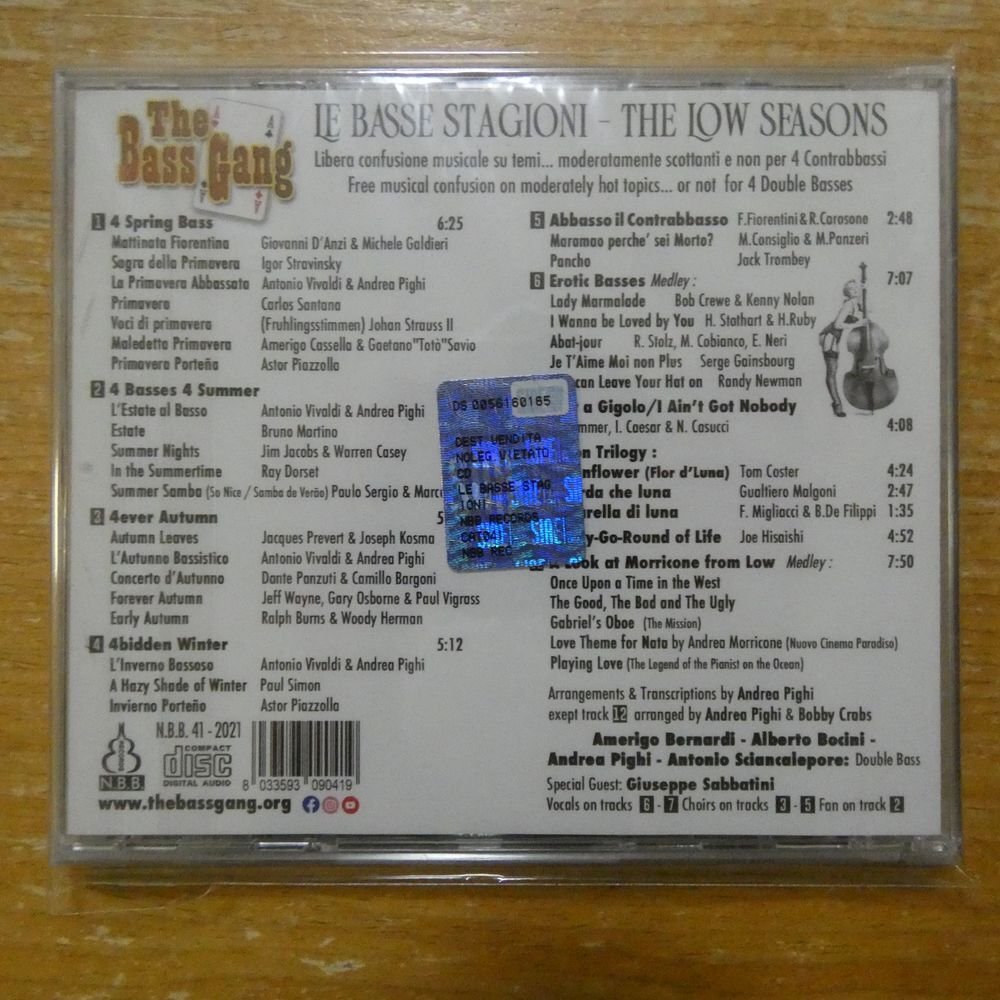 The Bass Gang
LE BASSE STAGIONI - THE LOW SEASONS
Libera confusione musicale su temi... moderatamente scottanti e non per 4 Contrabbassi
Free musical confusion on moderately hot topics... or not for 4 Double Basses
1 4 Spring Bass 6:25
Mattinata Fiorentina Giovanni D'Anzi & Michele Galdieri
Sagra della Primavera Igor Stravinsky
La Primavera Abbassata Antonio Vivaldi & Andrea Pighi
Primavera Carlos Santana
Voci di primavera (Fruhlingsstimmen) Johan Strauss II
Maledetta Primavera Amerigo Cassella & Gaetano"Totò"Savio
Primavera Porteña Astor Piazzolla
2 4 Basses 4 Summer
L'Estate al Basso Antonio Vivaldi & Andrea Pighi
Estate Bruno Martino
Summer Nights Jim Jacobs & Warren Casey
In the Summertime Ray Dorset
Summer Samba (So Nice / Samba de Verão) Paulo Sergio & Marc
3 4ever Autumn 5
Autumn Leaves Jacques Prevert & Joseph Kosma
L'Autunno Bassistico Antonio Vivaldi & Andrea Pighi
Concerto d'Autunno Dante Panzuti & Camillo Bargoni
Forever Autumn Jeff Wayne, Gary Osborne & Paul Vigrass
Early Autumn Ralph Burns & Woody Herman
4 4bidden Winter 5:12
L'Inverno Bassoso Antonio Vivaldi & Andrea Pighi
A Hazy Shade of Winter Paul Simon
Invierno Porteño Astor Piazzolla
N.B.B. 41 - 2021
N.B.B.
COMPACT disc DIGITAL AUDIO
8 033593 090419
www.thebassgang.org
5 Abbasso il Contrabbasso F.Fiorentini & R.Carosone 2:48
Maramao perche' sei Morto? M.Consiglio & M.Panzeri
Pancho Jack Trombey
6 Erotic Basses Medley : 7:07
Lady Marmalade Bob Crewe & Kenny Nolan
I Wanna be Loved by You H. Stothart & H.Ruby
Abat-jour R. Stolz, M. Cobianco, E. Neri
Je T'Aime Moi non Plus Serge Gainsbourg
can Leave Your Hat on Randy Newman
a Gigolo/I Ain't Got Nobody
mmer, I. Caesar & N. Casucci 4:08
n Trilogy :
nflower (Flor d'Luna) Tom Coster 4:24
rda che luna Gualtiero Malgoni 2:47
rella di luna F. Migliacci & B.De Filippi 1:35
y-Go-Round of Life Joe Hisaishi 4:52
Look at Morricone from Low Medley : 7:50
Once Upon a Time in the West
The Good, The Bad and The Ugly
Gabriel's Oboe (The Mission)
Love Theme for Nata by Andrea Morricone (Nuovo Cinema Paradiso)
Playing Love (The Legend of the Pianist on the Ocean)
Arrangements & Transcriptions by Andrea Pighi
exept track 12 arranged by Andrea Pighi & Bobby Crabs
Amerigo Bernardi - Alberto Bocini -
Andrea Pighi - Antonio Sciancalepore: Double Bass
Special Guest: Giuseppe Sabbatini
Vocals on tracks 6 - 7 Choirs on tracks 3 - 5 Fan on track 2
DS 0056160165
DEST.VENDITA
NOLEG.VIETATO
CD
LE BASSE STAG
IONI
NBB RECORDS
CAT04
NBB REC